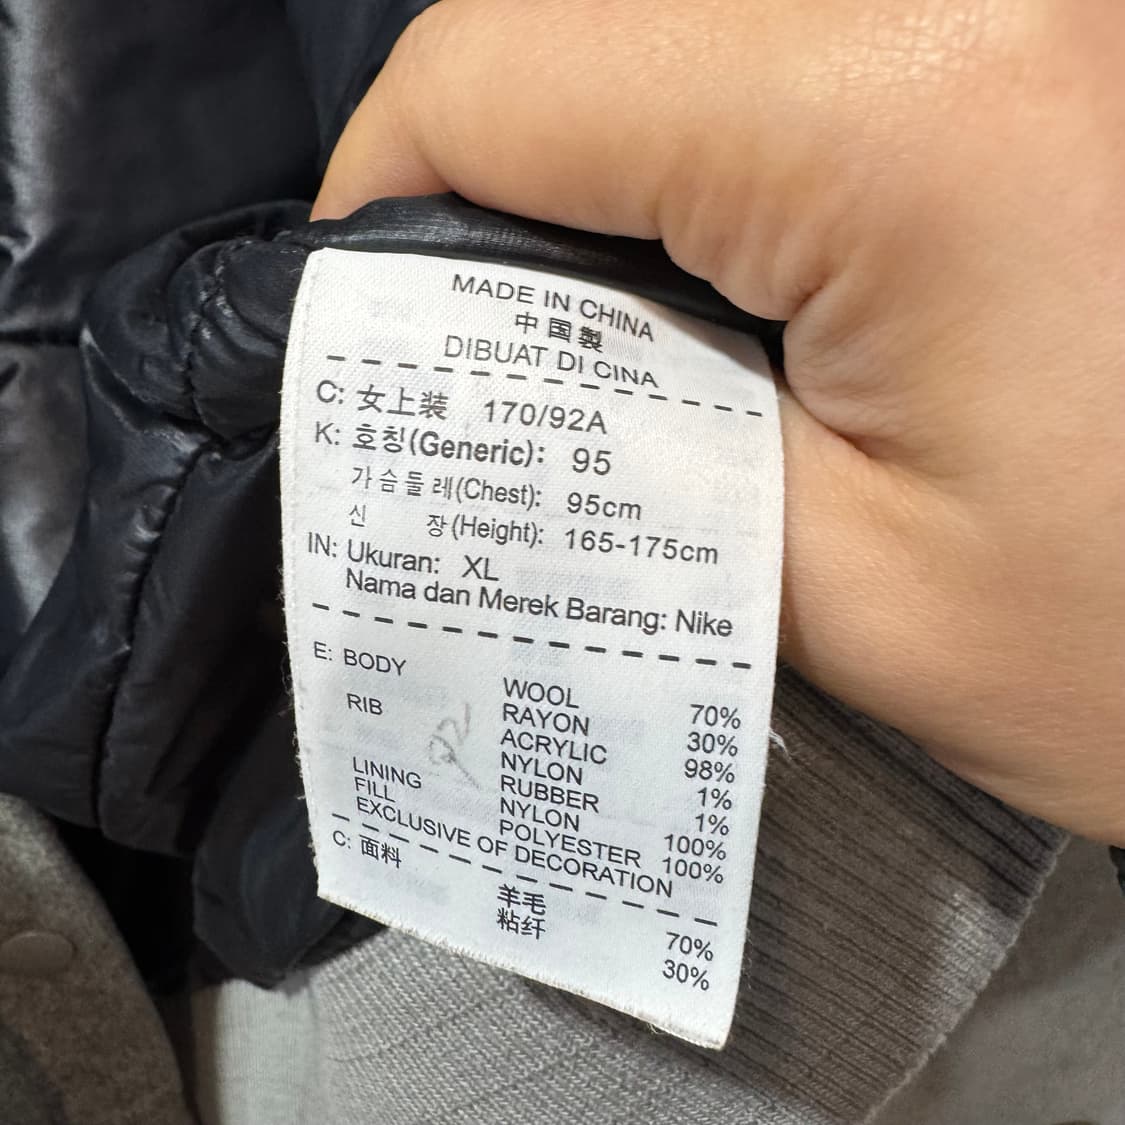 MADE IN CHINA
中国製
DIBUAT DI CINA
C: 女上装 170/92A
K: 호칭(Generic): 95
가슴둘레(Chest): 95cm
신 장(Height): 165-175cm
IN: Ukuran: XL
Nama dan Merek Barang: Nike
E: BODY WOOL 70%
RAYON 30%
RIB ACRYLIC 98%
NYLON 1%
RUBBER 1%
LINING NYLON 100%
FILL POLYESTER 100%
EXCLUSIVE OF DECORATION
C: 面料 羊毛 70%
粘纤 30%